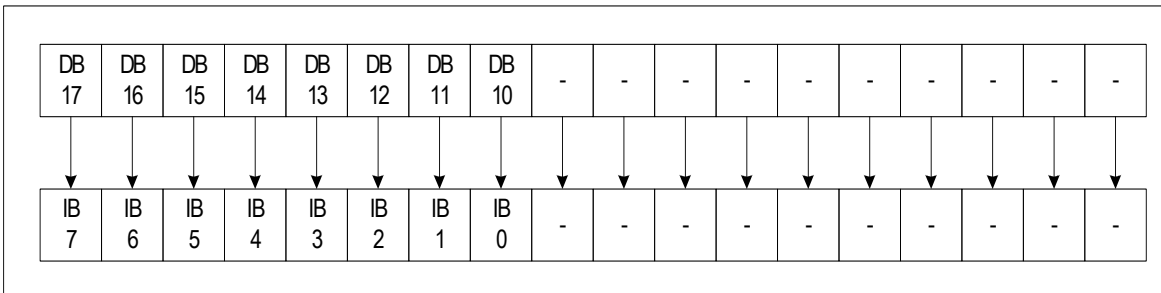 DB DB DB DB DB DB DB DB - - - - - - - - - -
17 16 15 14 13 12 11 10
IB IB IB IB IB IB IB IB - - - - - - - - - -
7 6 5 4 3 2 1 0